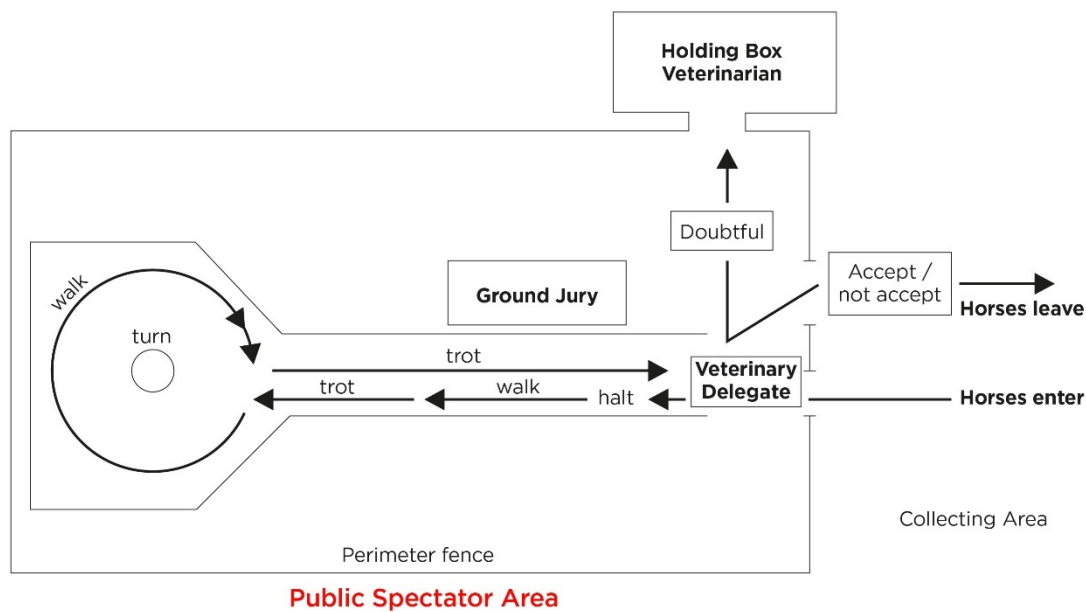 Holding Box
Veterinarian
Doubtful
Accept /
not accept
Horses leave
Ground Jury
walk
turn
trot
Veterinary
Delegate
trot
walk
halt
Horses enter
Collecting Area
Perimeter fence
Public Spectator Area